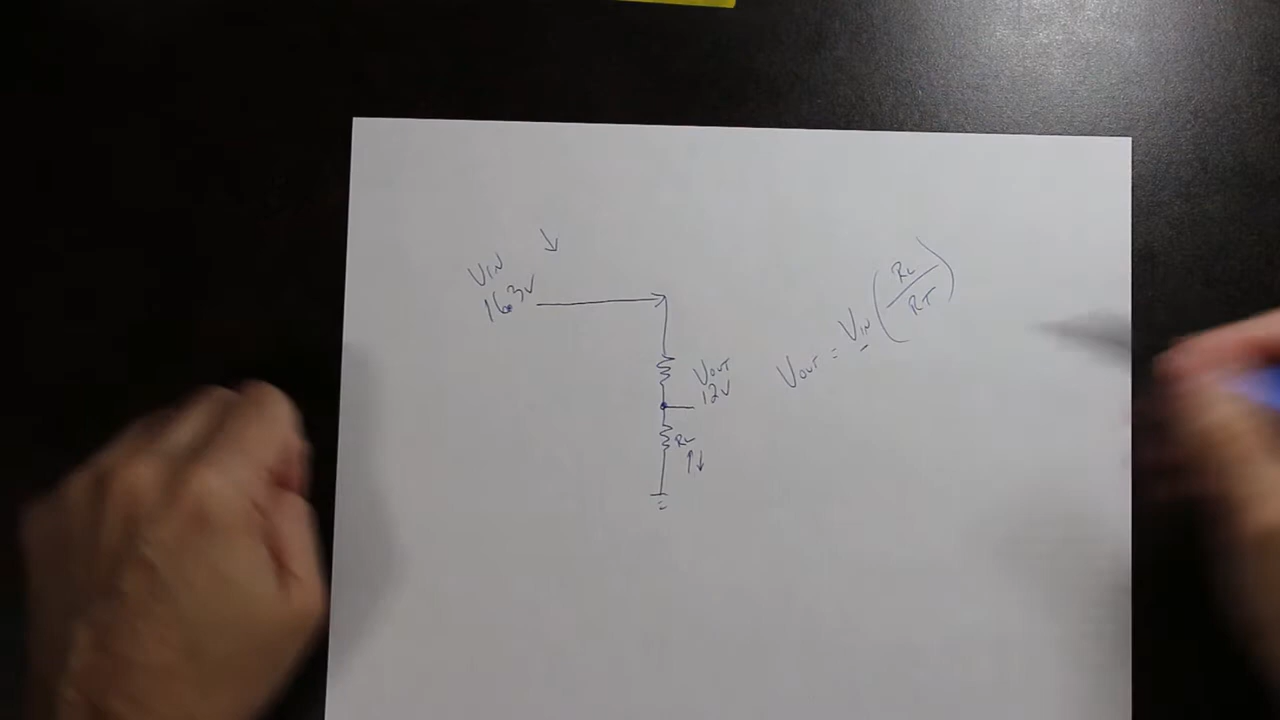 VIN
16.3V
VOUT
12V
RL
VOUT = VIN (RL/RT)